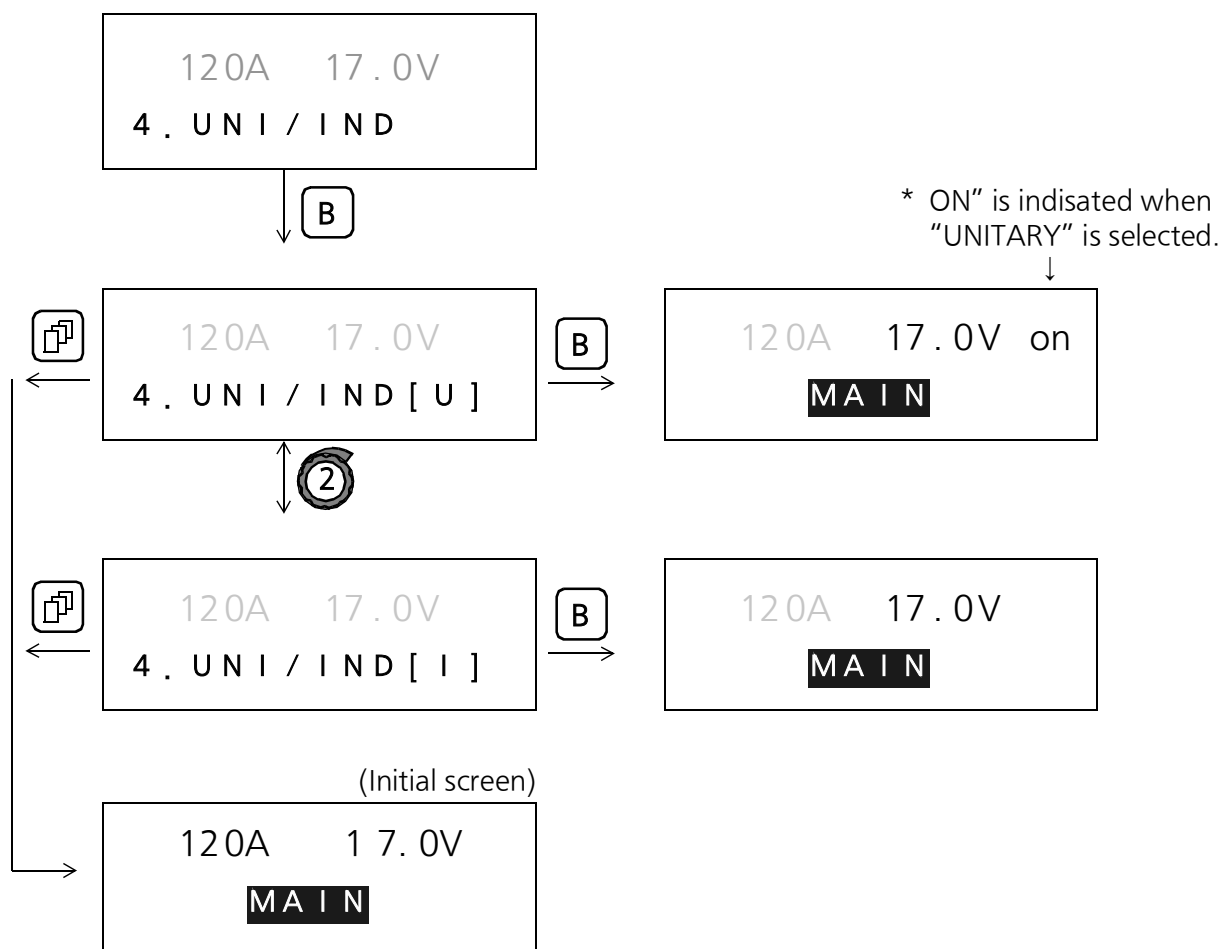 120A 17.0V
4. UNI/IND
B
* ON" is indisated when
"UNITARY" is selected.
↓
120A 17.0V
4. UNI/IND[U]
B
120A 17.0V on
MAIN
2
120A 17.0V
4. UNI/IND[I]
B
120A 17.0V
MAIN
(Initial screen)
120A 17.0V
MAIN